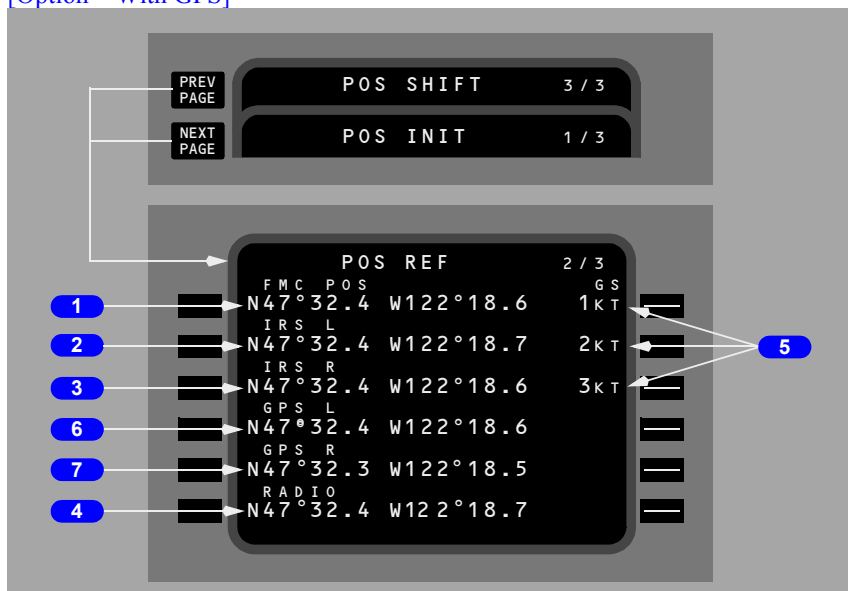 [Option - With GPS]
PREV PAGE
POS SHIFT 3/3
NEXT PAGE
POS INIT 1/3
POS REF 2/3
FMC POS GS
1 N47°32.4 W122°18.6 1KT
IRS L
2 N47°32.4 W122°18.7 2KT 5
IRS R
3 N47°32.4 W122°18.6 3KT
GPS L
6 N47°32.4 W122°18.6
GPS R
7 N47°32.3 W122°18.5
RADIO
4 N47°32.4 W122°18.7